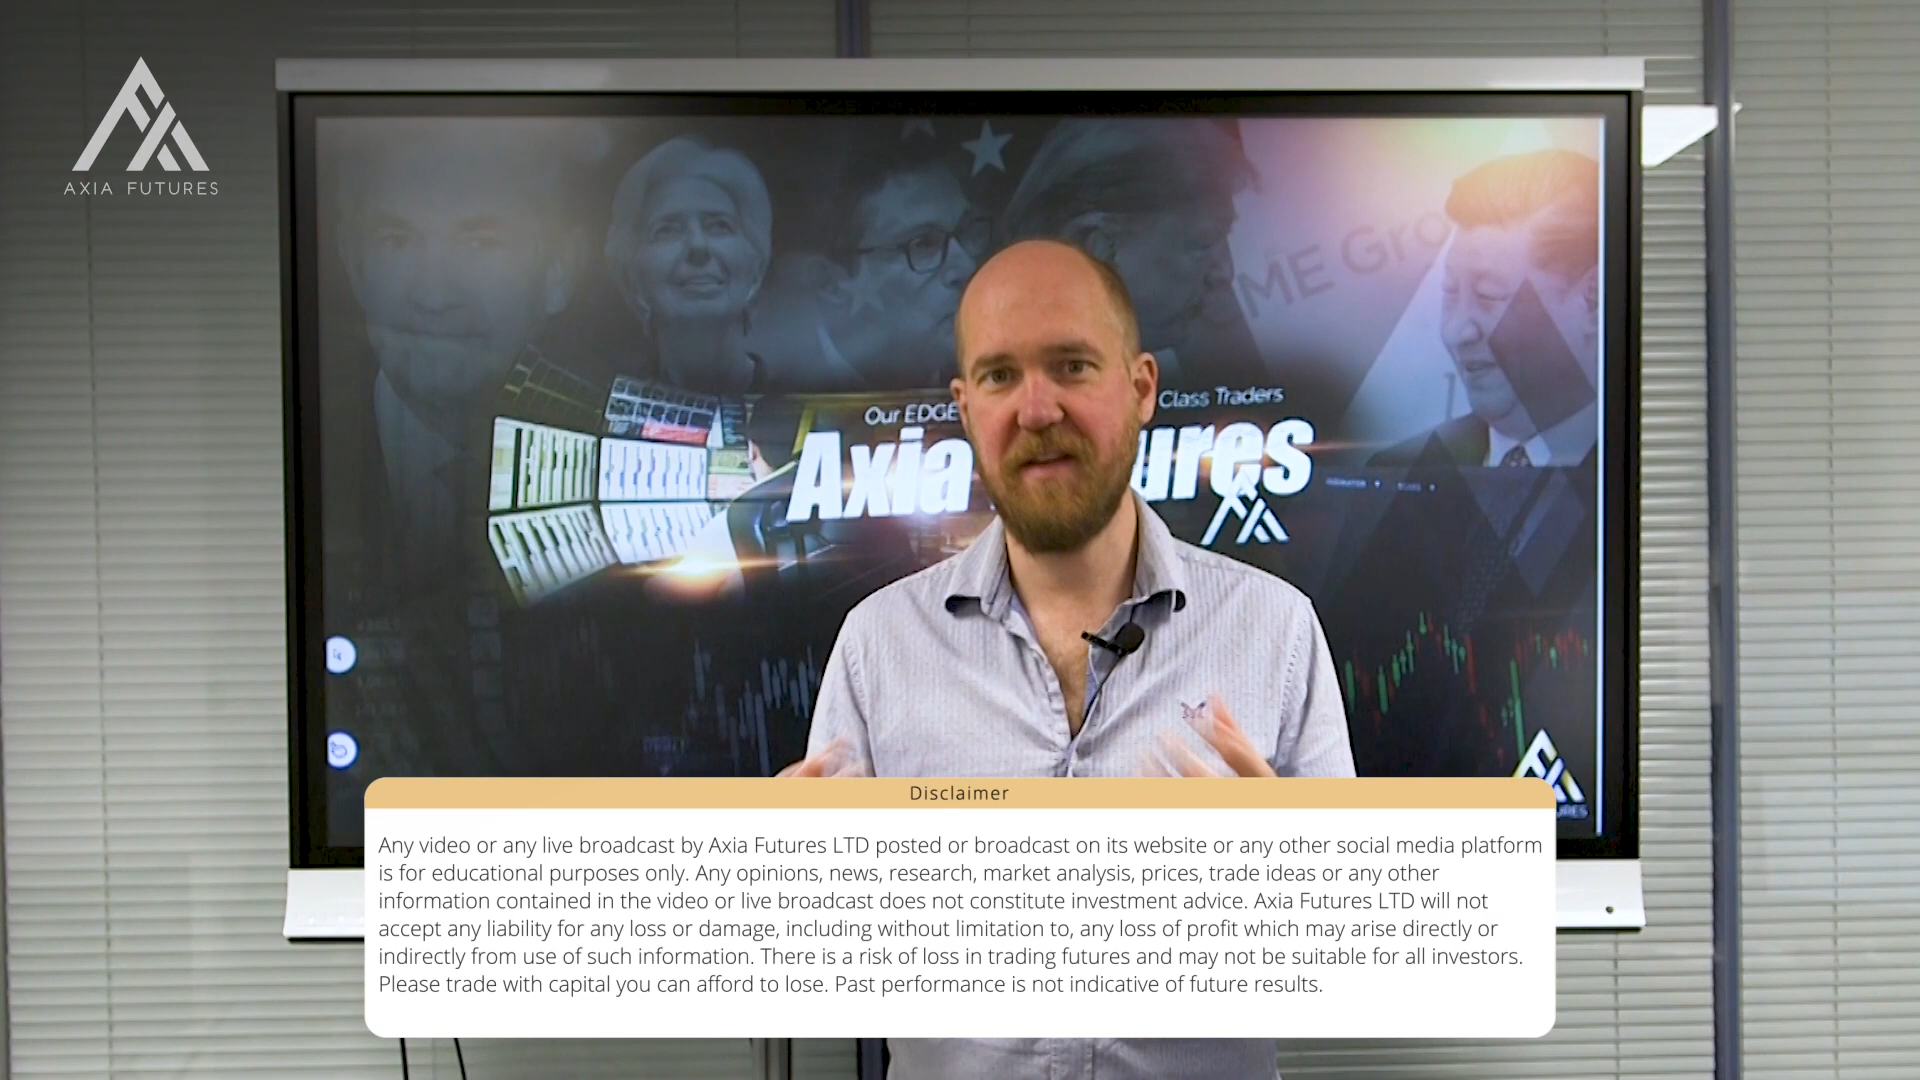 AXIA FUTURES
ME Gro
Our EDGE
Class Traders
Axia
ures
Disclaimer
Any video or any live broadcast by Axia Futures LTD posted or broadcast on its website or any other social media platform
is for educational purposes only. Any opinions, news, research, market analysis, prices, trade ideas or any other
information contained in the video or live broadcast does not constitute investment advice. Axia Futures LTD will not
accept any liability for any loss or damage, including without limitation to, any loss of profit which may arise directly or
indirectly from use of such information. There is a risk of loss in trading futures and may not be suitable for all investors.
Please trade with capital you can afford to lose. Past performance is not indicative of future results.